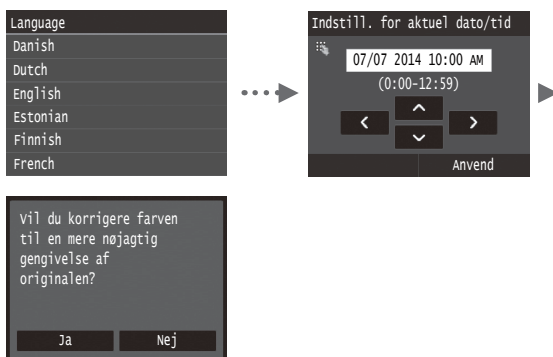 Language
Danish
Dutch
English
Estonian
Finnish
French
Indstill. for aktuel dato/tid
07/07 2014 10:00 AM
(0:00-12:59)
Anvend
Vil du korrigere farven
til en mere nøjagtig
gengivelse af
originalen?
Ja Nej